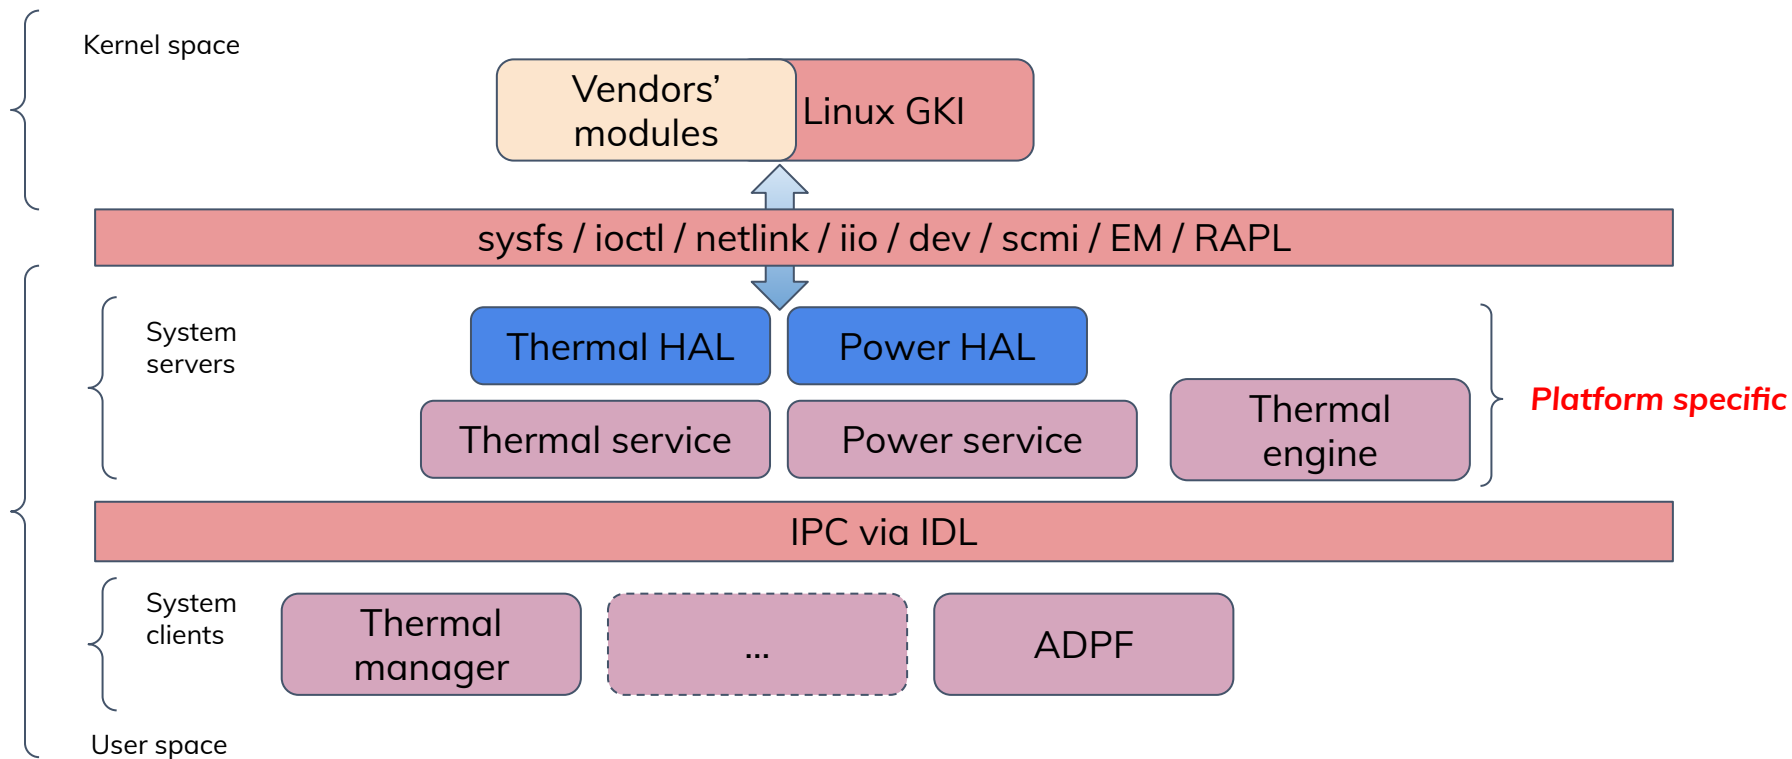 Kernel space
Vendors’
modules
Linux GKI
sysfs / ioctl / netlink / iio / dev / scmi / EM / RAPL
System
servers
Thermal HAL
Power HAL
Thermal service
Power service
Thermal
engine
Platform specific
IPC via IDL
System
clients
Thermal
manager
...
ADPF
User space